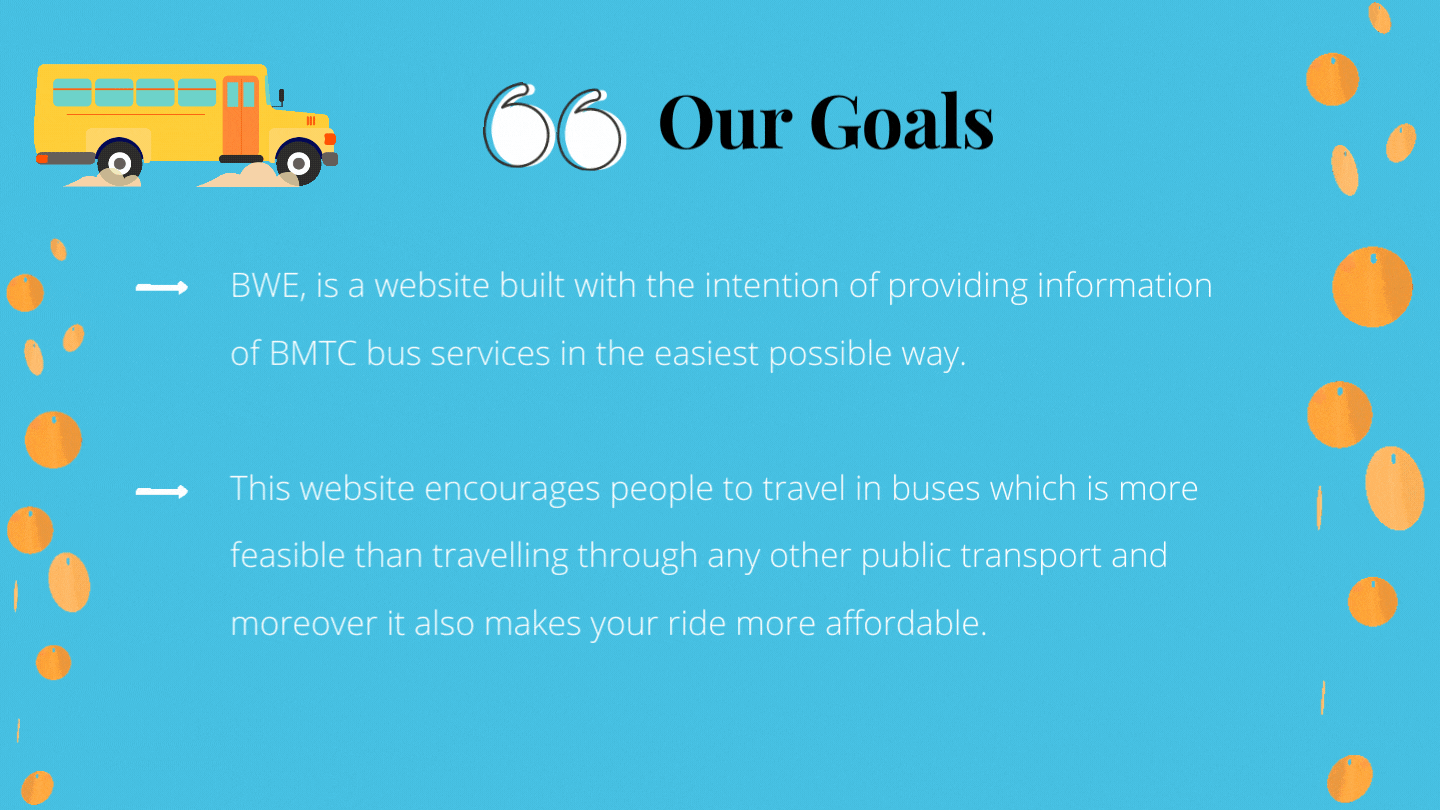 Our Goals
BWE, is a website built with the intention of providing information
of BMTC bus services in the easiest possible way.
This website encourages people to travel in buses which is more
feasible than travelling through any other public transport and
moreover it also makes your ride more affordable.